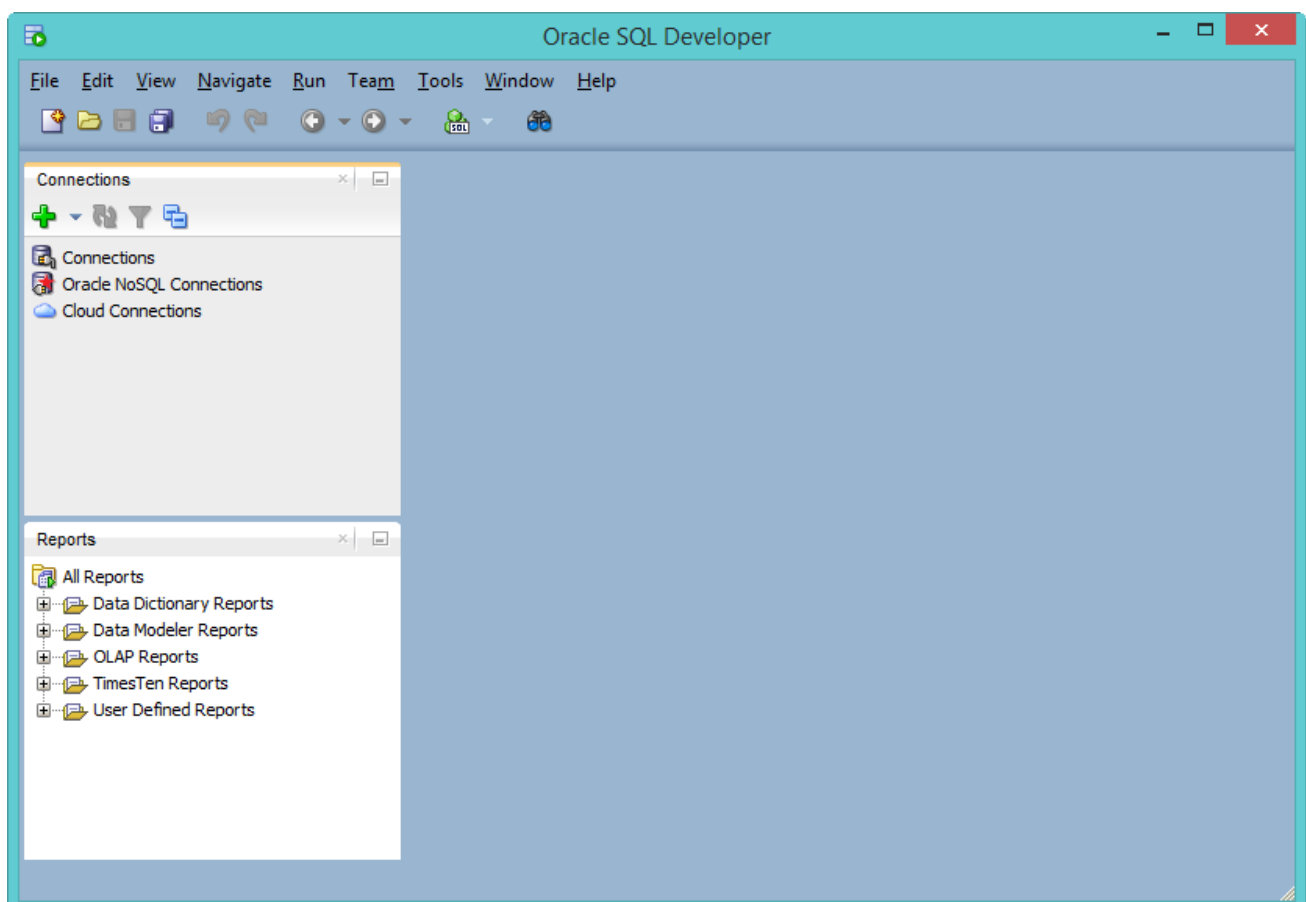 Oracle SQL Developer
File Edit View Navigate Run Team Tools Window Help
SQL
Connections
Connections
Oracle NoSQL Connections
Cloud Connections
Reports
All Reports
Data Dictionary Reports
Data Modeler Reports
OLAP Reports
TimesTen Reports
User Defined Reports